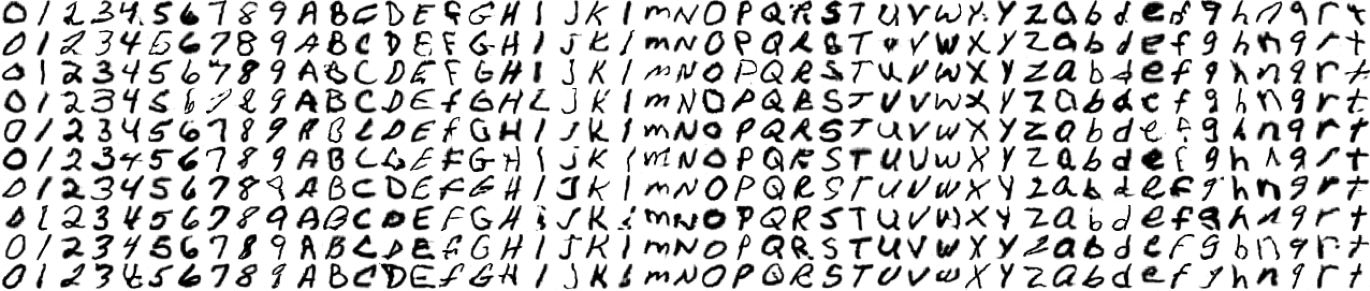 0 1 2 3 4 5 6 7 8 9 A B C D E f G H I J K l m N O P Q R S T U V W X Y Z a b d e f g h n q r t
0 1 2 3 4 5 6 7 8 9 A B C D E f G H I J K l m N O P Q R S T U V W X Y Z a b d e f g h n q r t
0 1 2 3 4 5 6 7 8 9 A B C D E F G H I J K l m N O P Q R S T U V W X Y Z a b d e f g h n q r t
0 1 2 3 4 5 6 7 8 9 A B C D E f G H L J K l m N O P Q R S T U V W X Y Z a b d e f g h n q r t
0 1 2 3 4 5 6 7 8 9 A B C D E f G H I J K l m N O P Q R S T U V W X Y Z a b d e f g h n q r t
0 1 2 3 4 5 6 7 8 9 A B C D E F G H I j K l m N O P Q R S T U V W X Y Z a b d e f g h n q r t
0 1 2 3 4 5 6 7 8 9 A B C D E F G H I J K l m N O P Q R S T U V W X Y Z a b d e f g h n q r t
0 1 2 3 4 5 6 7 8 9 A B C D E F G H i J K l m N O P Q R S T U V W X Y Z a b d e f g h n q r t
0 1 2 3 4 5 6 7 8 9 A B C D E f G H I J K l m N O P Q R S T U V W X Y Z a b d e f g h n q r t
0 1 2 3 4 5 6 7 8 9 A B C D E f G H I J K l m N O P Q R S T U V W X Y Z a b d e f g h n q r t